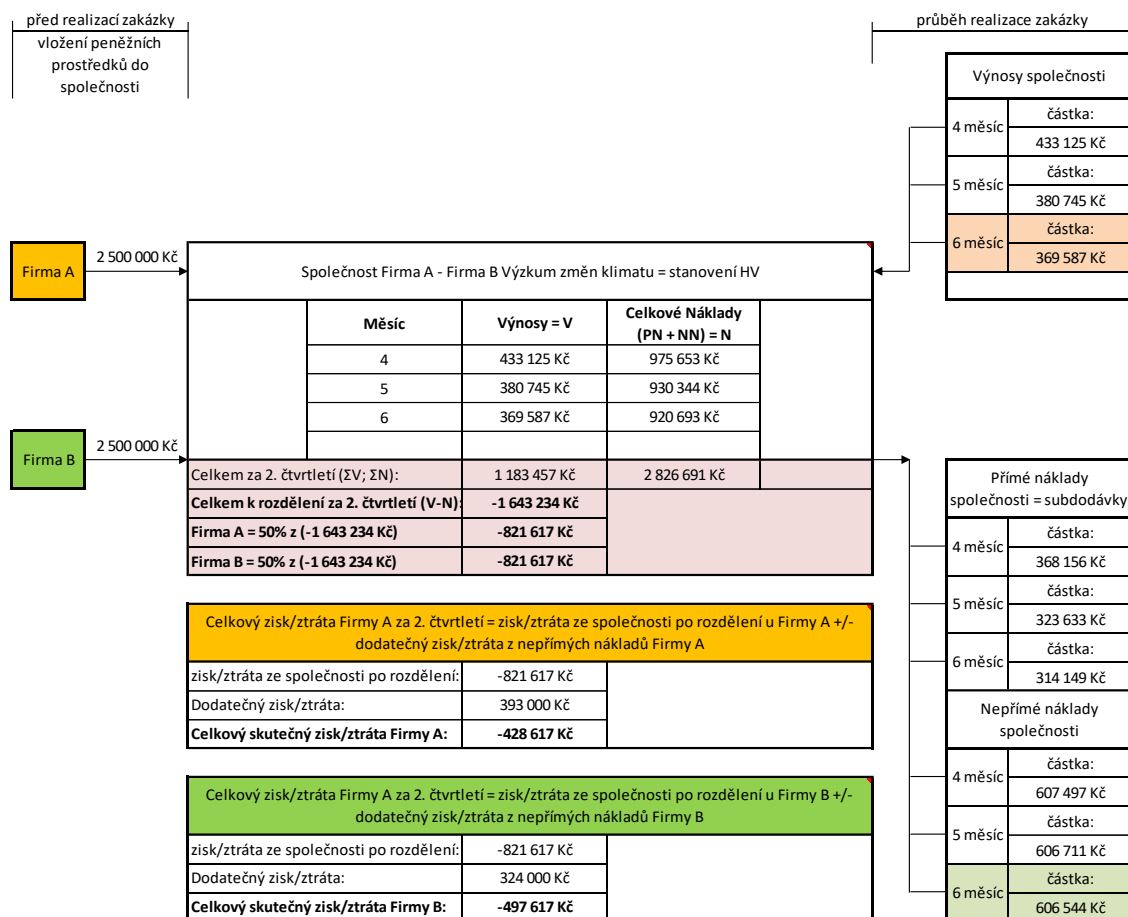 před realizací zakázky
průběh realizace zakázky
vložení peněžních
prostředků do
společnosti
Výnosy společnosti
4 měsíc
částka:
433 125 Kč
5 měsíc
částka:
380 745 Kč
6 měsíc
částka:
369 587 Kč
Firma A
2 500 000 Kč
Společnost Firma A - Firma B Výzkum změn klimatu = stanovení HV
Měsíc
Výnosy = V
Celkové Náklady
(PN + NN) = N
4
433 125 Kč
975 653 Kč
5
380 745 Kč
930 344 Kč
6
369 587 Kč
920 693 Kč
Firma B
2 500 000 Kč
Celkem za 2. čtvrtletí (ΣV; ΣN):
1 183 457 Kč
2 826 691 Kč
Celkem k rozdělení za 2. čtvrtletí (V-N):
-1 643 234 Kč
Firma A = 50% z (-1 643 234 Kč)
-821 617 Kč
Firma B = 50% z (-1 643 234 Kč)
-821 617 Kč
Přímé náklady
společnosti = subdodávky
4 měsíc
částka:
368 156 Kč
5 měsíc
částka:
323 633 Kč
6 měsíc
částka:
314 149 Kč
Celkový zisk/ztráta Firmy A za 2. čtvrtletí = zisk/ztráta ze společnosti po rozdělení u Firmy A +/-
dodatečný zisk/ztráta z nepřímých nákladů Firmy A
zisk/ztráta ze společnosti po rozdělení:
-821 617 Kč
Dodatečný zisk/ztráta:
393 000 Kč
Celkový skutečný zisk/ztráta Firmy A:
-428 617 Kč
Nepřímé náklady
společnosti
4 měsíc
částka:
607 497 Kč
5 měsíc
částka:
606 711 Kč
6 měsíc
částka:
606 544 Kč
Celkový zisk/ztráta Firmy A za 2. čtvrtletí = zisk/ztráta ze společnosti po rozdělení u Firmy B +/-
dodatečný zisk/ztráta z nepřímých nákladů Firmy B
zisk/ztráta ze společnosti po rozdělení:
-821 617 Kč
Dodatečný zisk/ztráta:
324 000 Kč
Celkový skutečný zisk/ztráta Firmy B:
-497 617 Kč